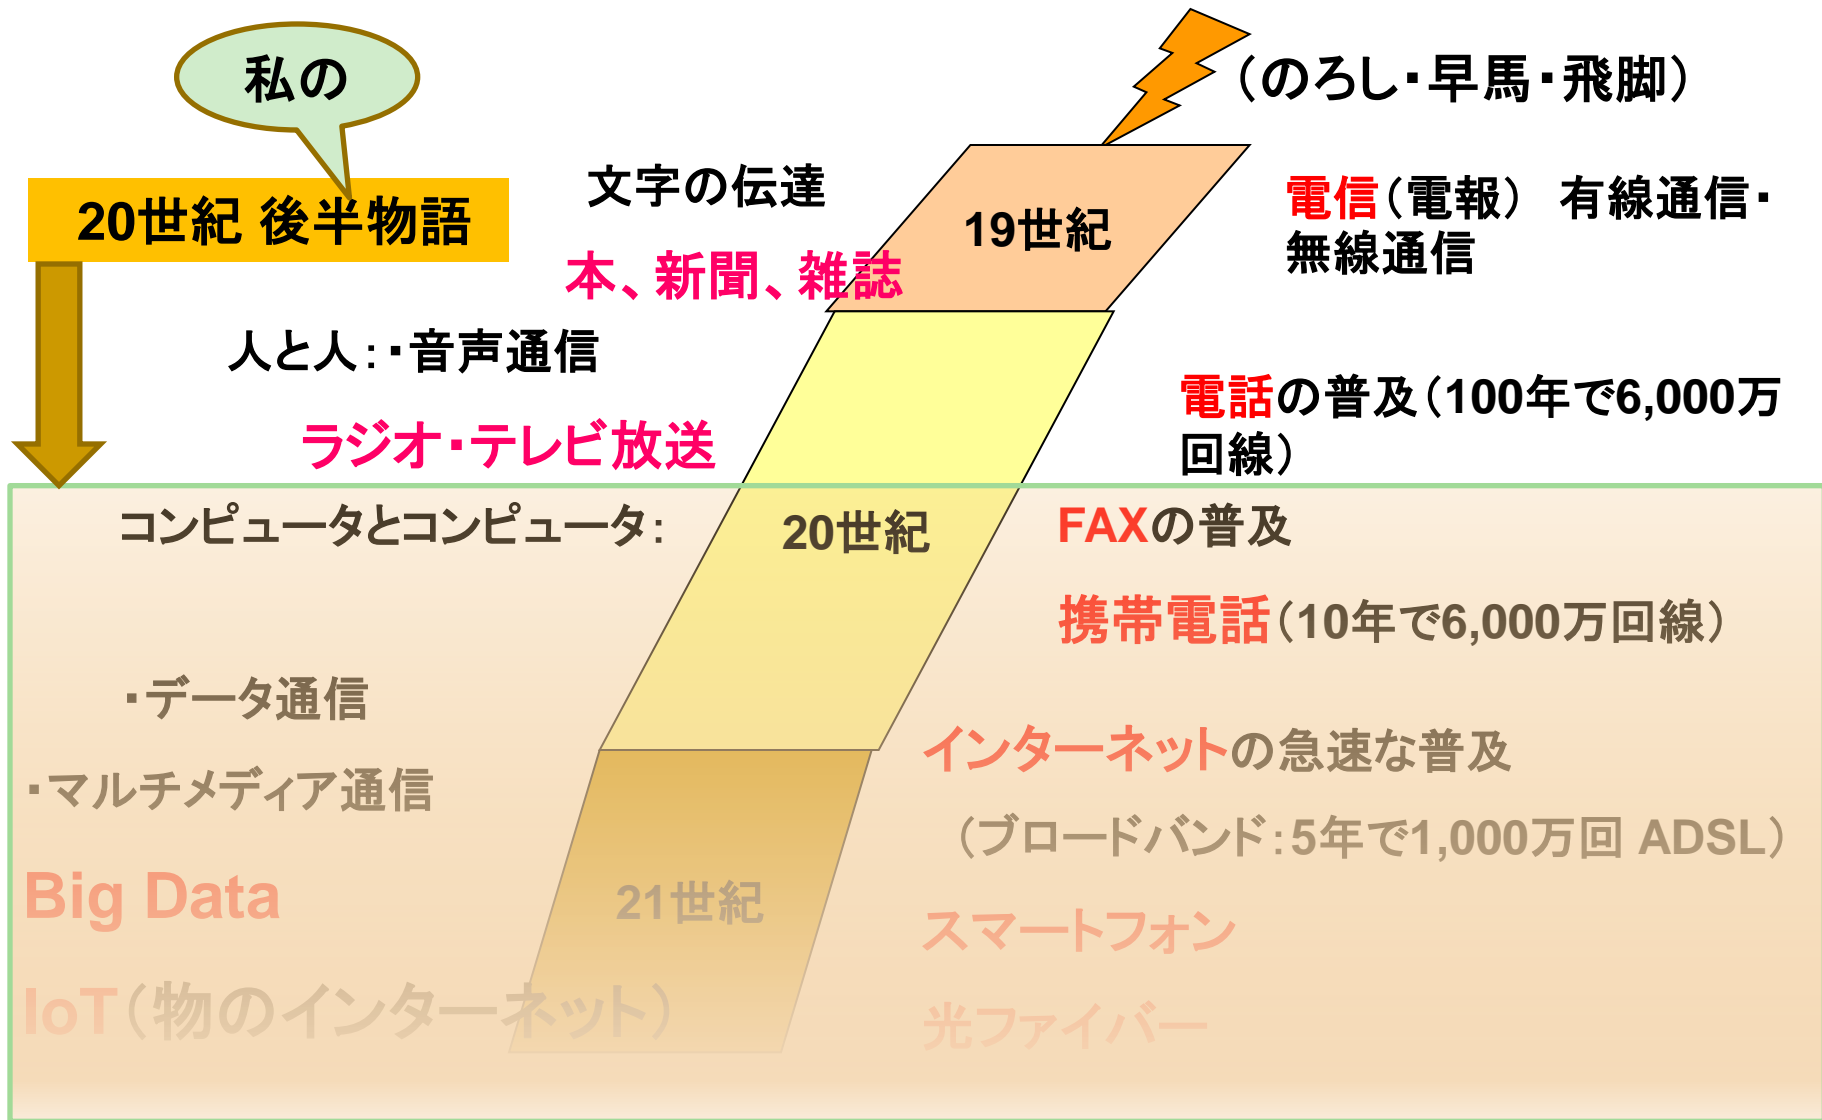 私の
(のろし・早馬・飛脚)
20世紀 後半物語
文字の伝達
19世紀
電信(電報) 有線通信・
無線通信
本、新聞、雑誌
人と人:・音声通信
電話の普及(100年で6,000万
回線)
ラジオ・テレビ放送
コンピュータとコンピュータ:
20世紀
FAXの普及
携帯電話(10年で6,000万回線)
・データ通信
インターネットの急速な普及
・マルチメディア通信
(ブロードバンド:5年で1,000万回 ADSL)
Big Data
21世紀
スマートフォン
IoT(物のインターネット)
光ファイバー